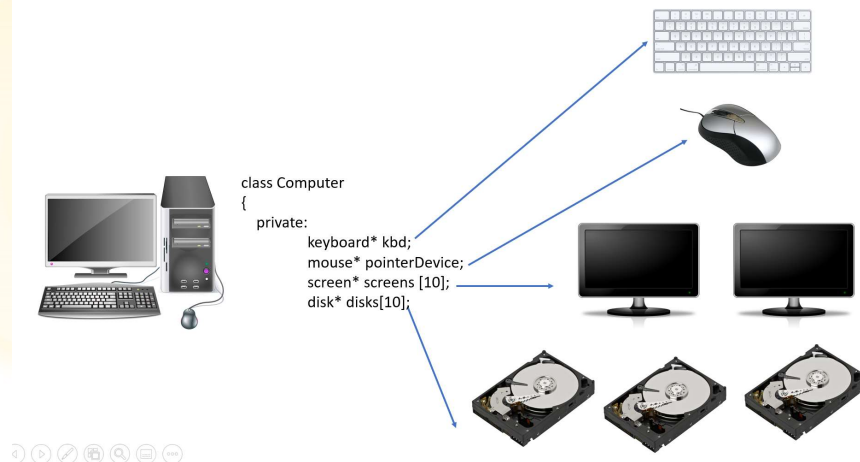 class Computer
{
private:
keyboard* kbd;
mouse* pointerDevice;
screen* screens [10];
disk* disks[10];